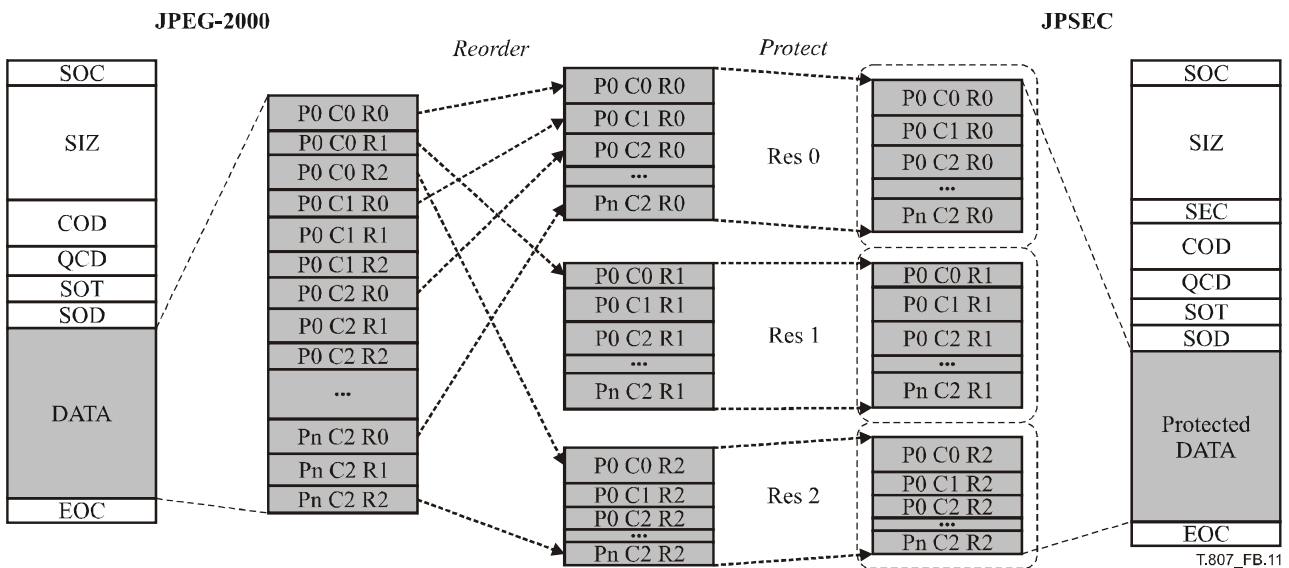 JPEG-2000
JPSEC
Reorder
Protect
SOC
SIZ
COD
QCD
SOT
SOD
DATA
EOC
P0 C0 R0
P0 C0 R1
P0 C0 R2
P0 C1 R0
P0 C1 R1
P0 C1 R2
P0 C2 R0
P0 C2 R1
P0 C2 R2
...
Pn C2 R0
Pn C2 R1
Pn C2 R2
P0 C0 R0
P0 C1 R0
P0 C2 R0
...
Pn C2 R0
Res 0
P0 C0 R0
P0 C1 R0
P0 C2 R0
...
Pn C2 R0
P0 C0 R1
P0 C1 R1
P0 C2 R1
...
Pn C2 R1
Res 1
P0 C0 R1
P0 C1 R1
P0 C2 R1
...
Pn C2 R1
P0 C0 R2
P0 C1 R2
P0 C2 R2
...
Pn C2 R2
Res 2
P0 C0 R2
P0 C1 R2
P0 C2 R2
...
Pn C2 R2
SOC
SIZ
SEC
COD
QCD
SOT
SOD
Protected
DATA
EOC
T.807_FB.11